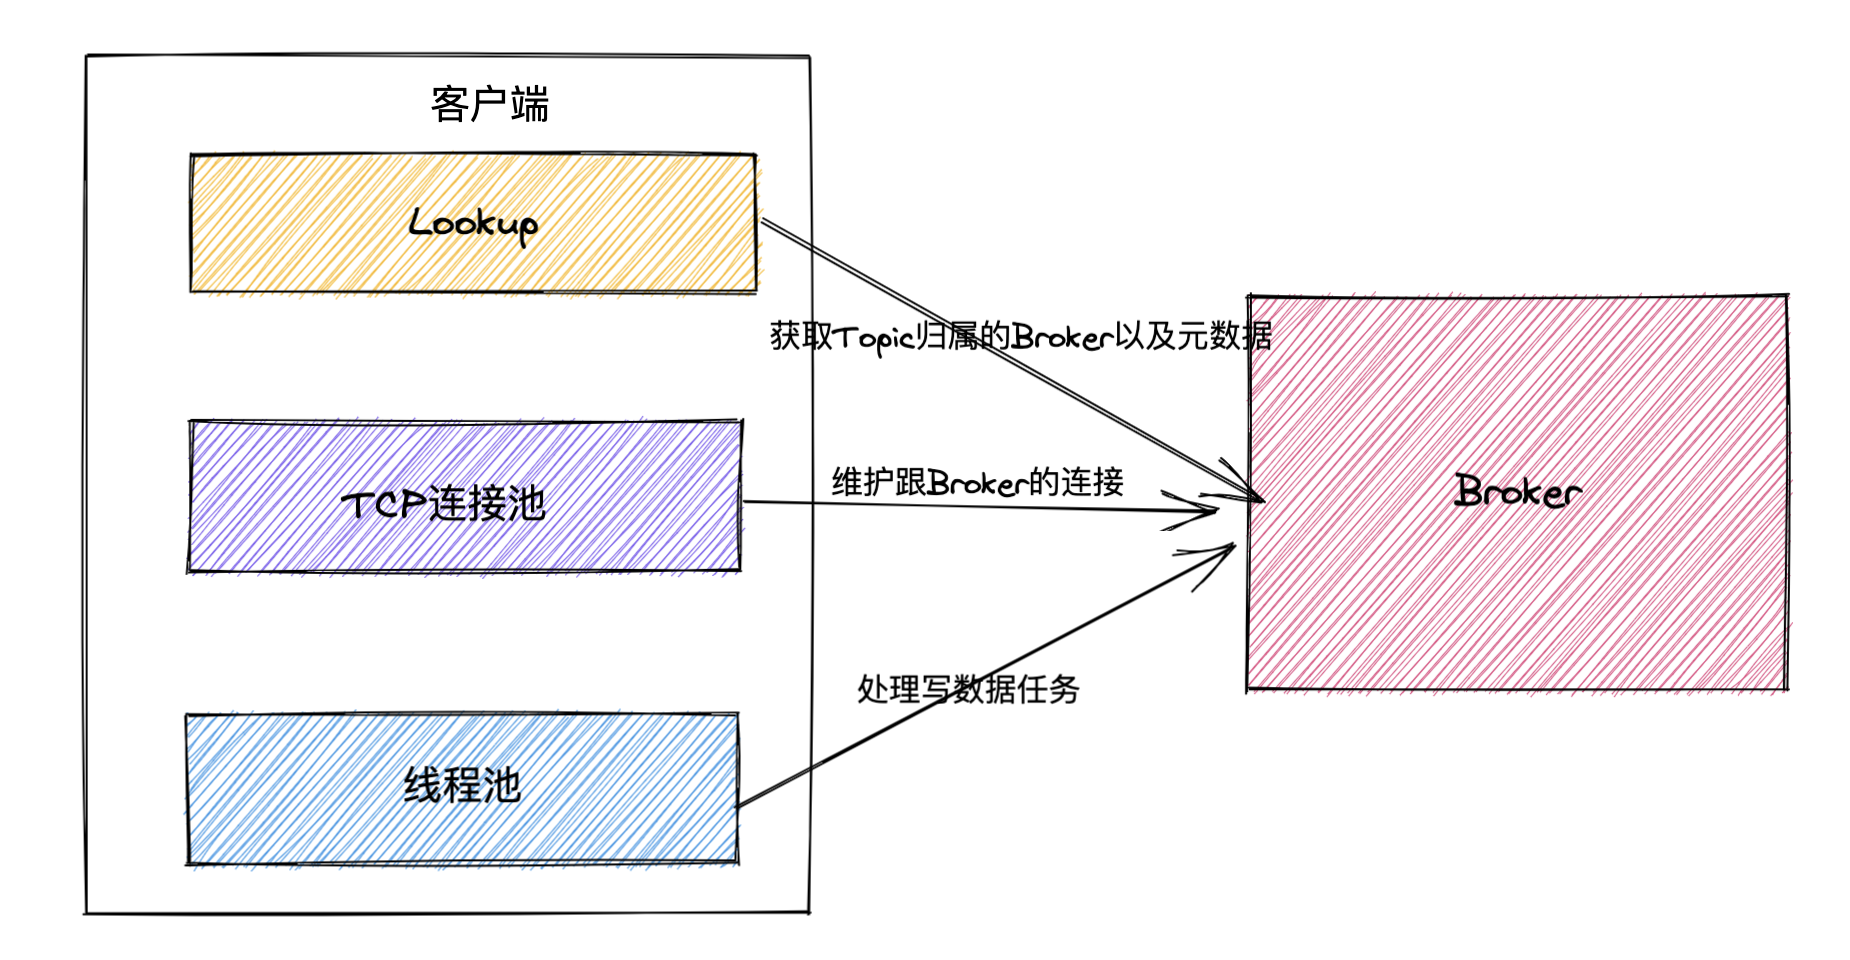 客户端
Lookup
获取Topic归属的Broker以及元数据
维护跟Broker的连接
TCP连接池
Broker
处理写数据任务
线程池